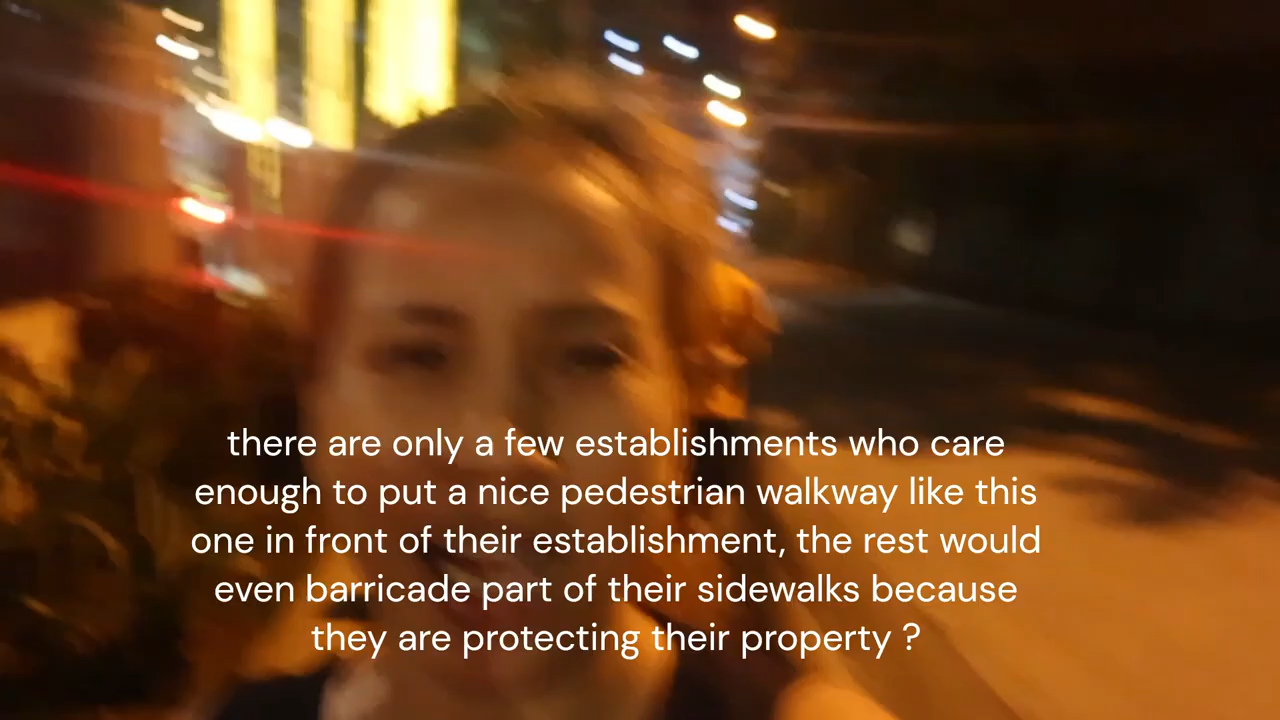 there are only a few establishments who care
enough to put a nice pedestrian walkway like this
one in front of their establishment, the rest would
even barricade part of their sidewalks because
they are protecting their property ?